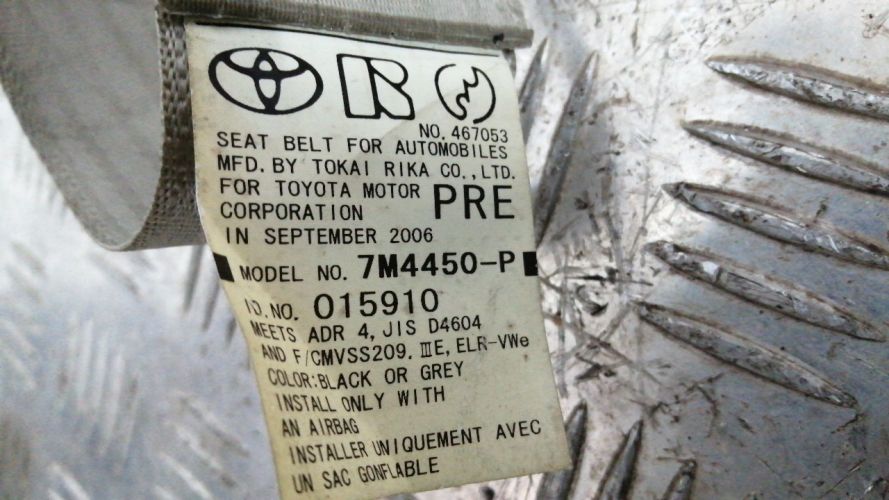 NO. 467053
SEAT BELT FOR AUTOMOBILES
MFD. BY TOKAI RIKA CO., LTD.
FOR TOYOTA MOTOR
CORPORATION PRE
IN SEPTEMBER 2006
MODEL NO. 7M4450-P
I.D. NO. 015910
MEETS ADR 4, JIS D4604
AND F/CMVSS209. IIIE, ELR-VWe
COLOR:BLACK OR GREY
INSTALL ONLY WITH
AN AIRBAG
INSTALLER UNIQUEMENT AVEC
UN SAC GONFLABLE